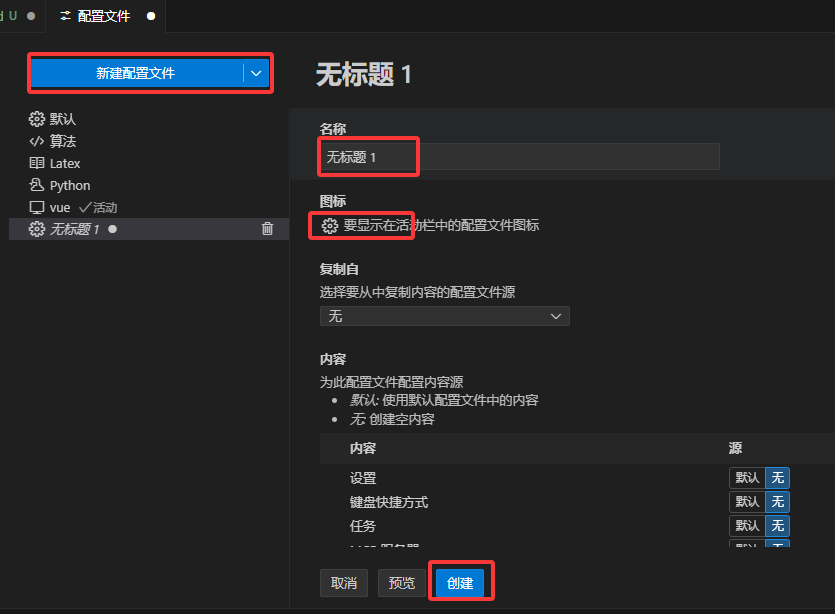 d U 配置文件
新建配置文件
默认
算法
Latex
Python
vue 活动
无标题 1
无标题 1
名称
无标题 1
图标
要显示在活动栏中的配置文件图标
复制自
选择要从中复制内容的配置文件源
无
内容
为此配置文件配置内容源
• 默认: 使用默认配置文件中的内容
• 无: 创建空内容
内容 源
设置 默认 无
键盘快捷方式 默认 无
任务 默认 无
取消 预览 创建